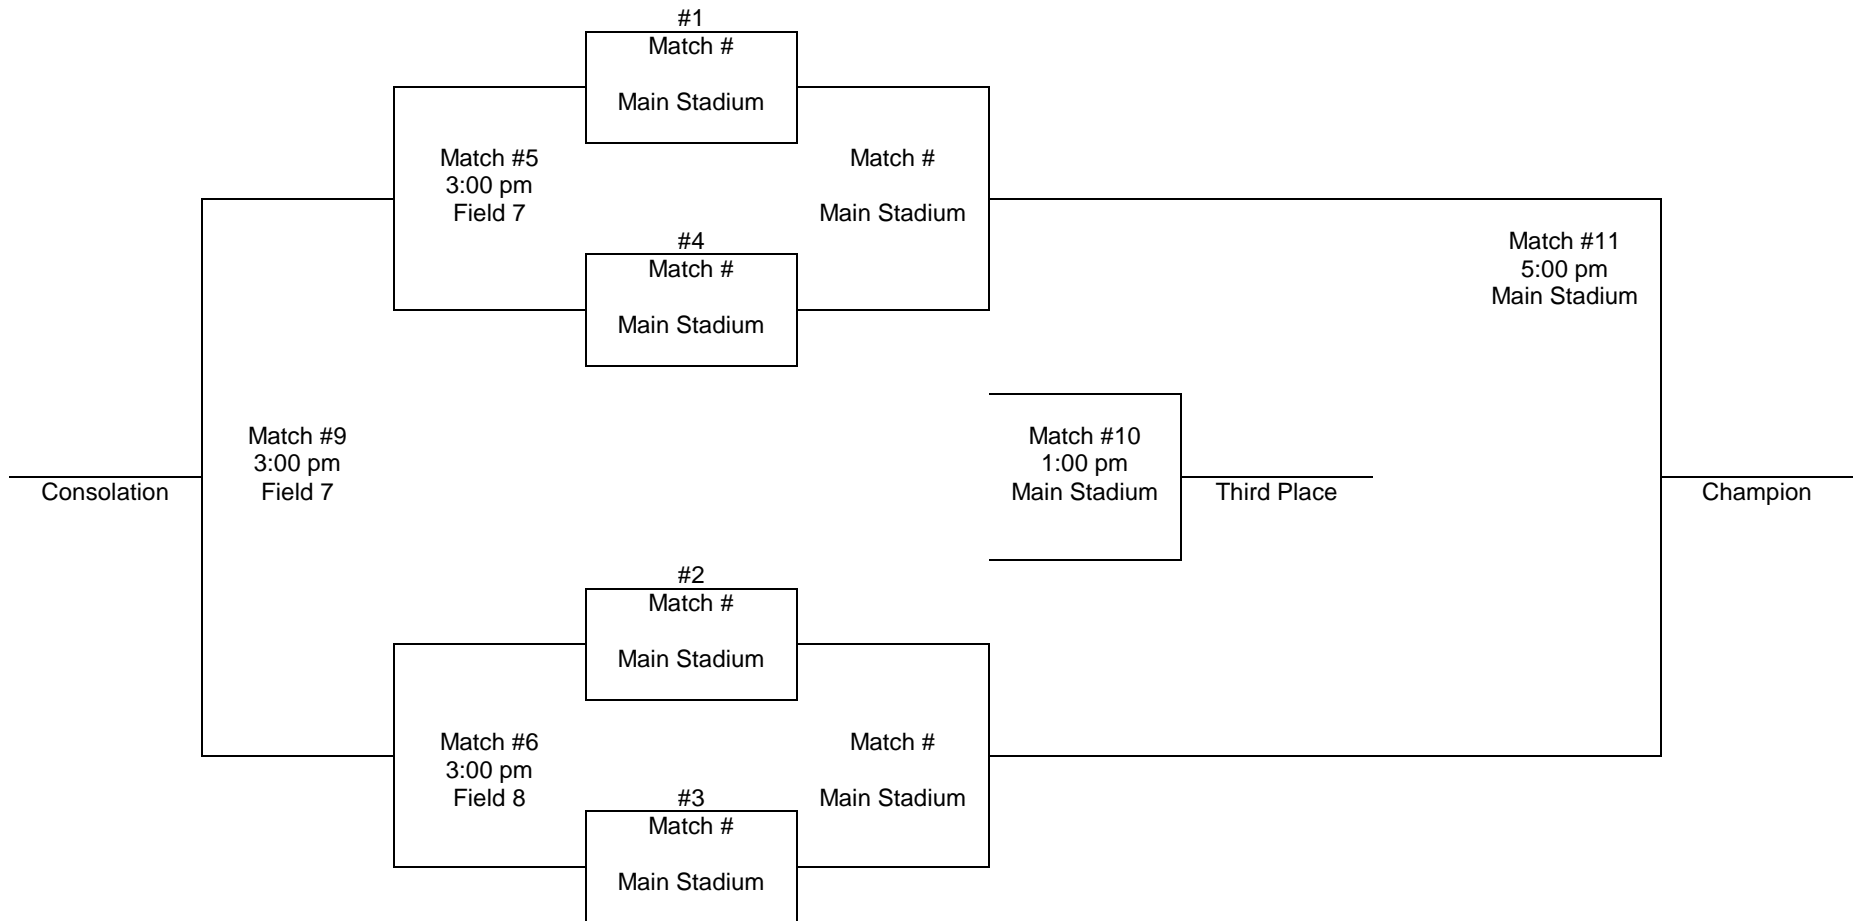 #1
Match #
Main Stadium
Match #5
3:00 pm
Field 7
Match #
Main Stadium
#4
Match #
Main Stadium
Match #11
5:00 pm
Main Stadium
Match #9
3:00 pm
Field 7
Consolation
Match #10
1:00 pm
Main Stadium
Third Place
Champion
#2
Match #
Main Stadium
Match #6
3:00 pm
Field 8
Match #
Main Stadium
#3
Match #
Main Stadium